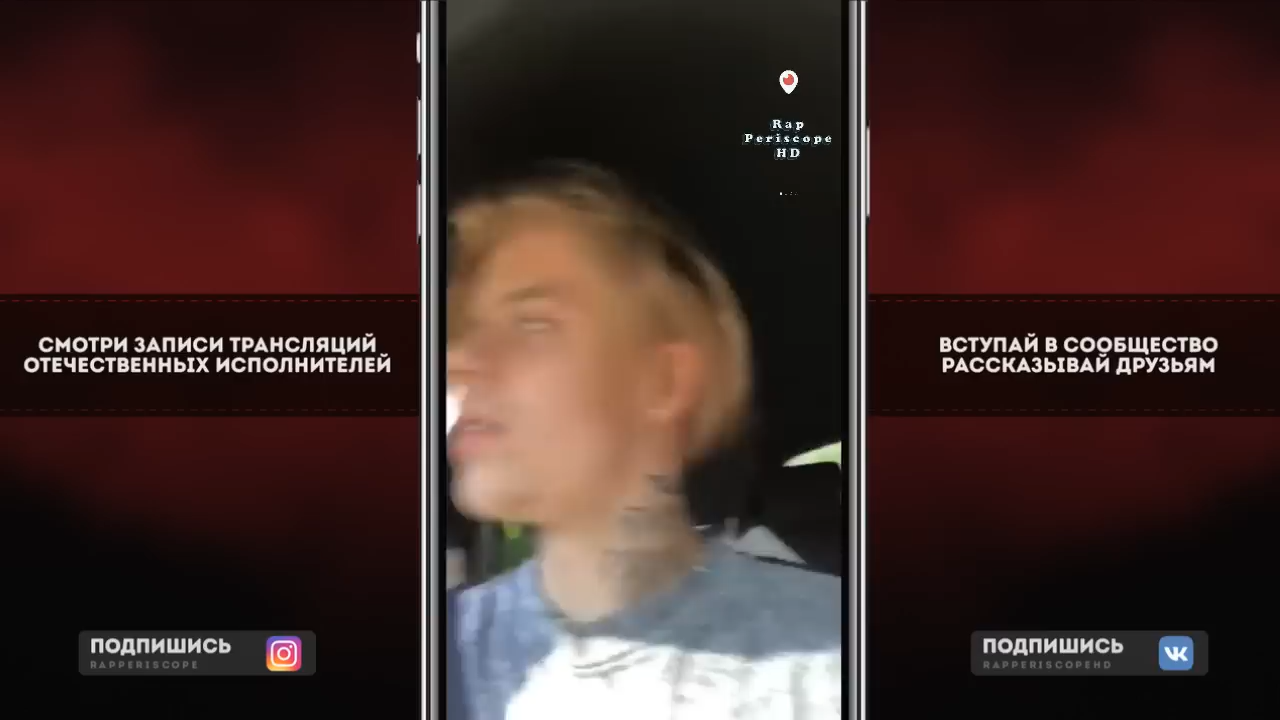 Rap
Periscope
HD
СМОТРИ ЗАПИСИ ТРАНСЛЯЦИЙ
ОТЕЧЕСТВЕННЫХ ИСПОЛНИТЕЛЕЙ
ВСТУПАЙ В СООБЩЕСТВО
РАССКАЗЫВАЙ ДРУЗЬЯМ
ПОДПИШИСЬ
RAPPERISCOPE
ПОДПИШИСЬ
RAPPERISCOPEHD